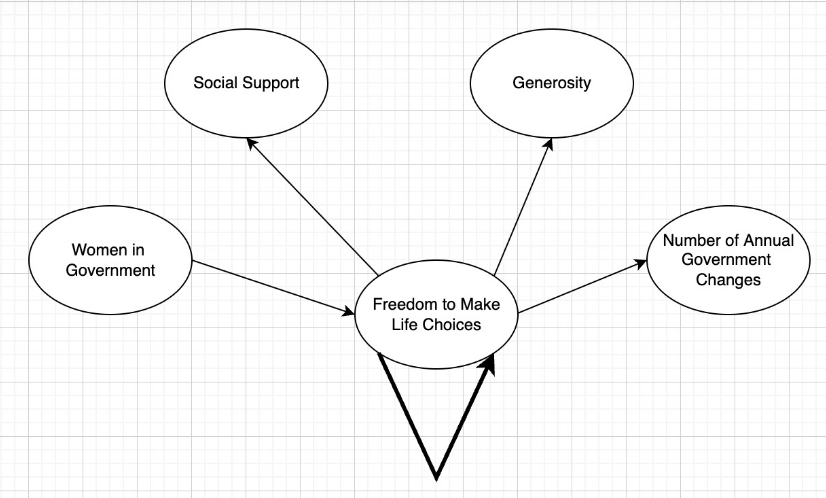 Social Support
Generosity
Women in
Government
Number of Annual
Government
Changes
Freedom to Make
Life Choices